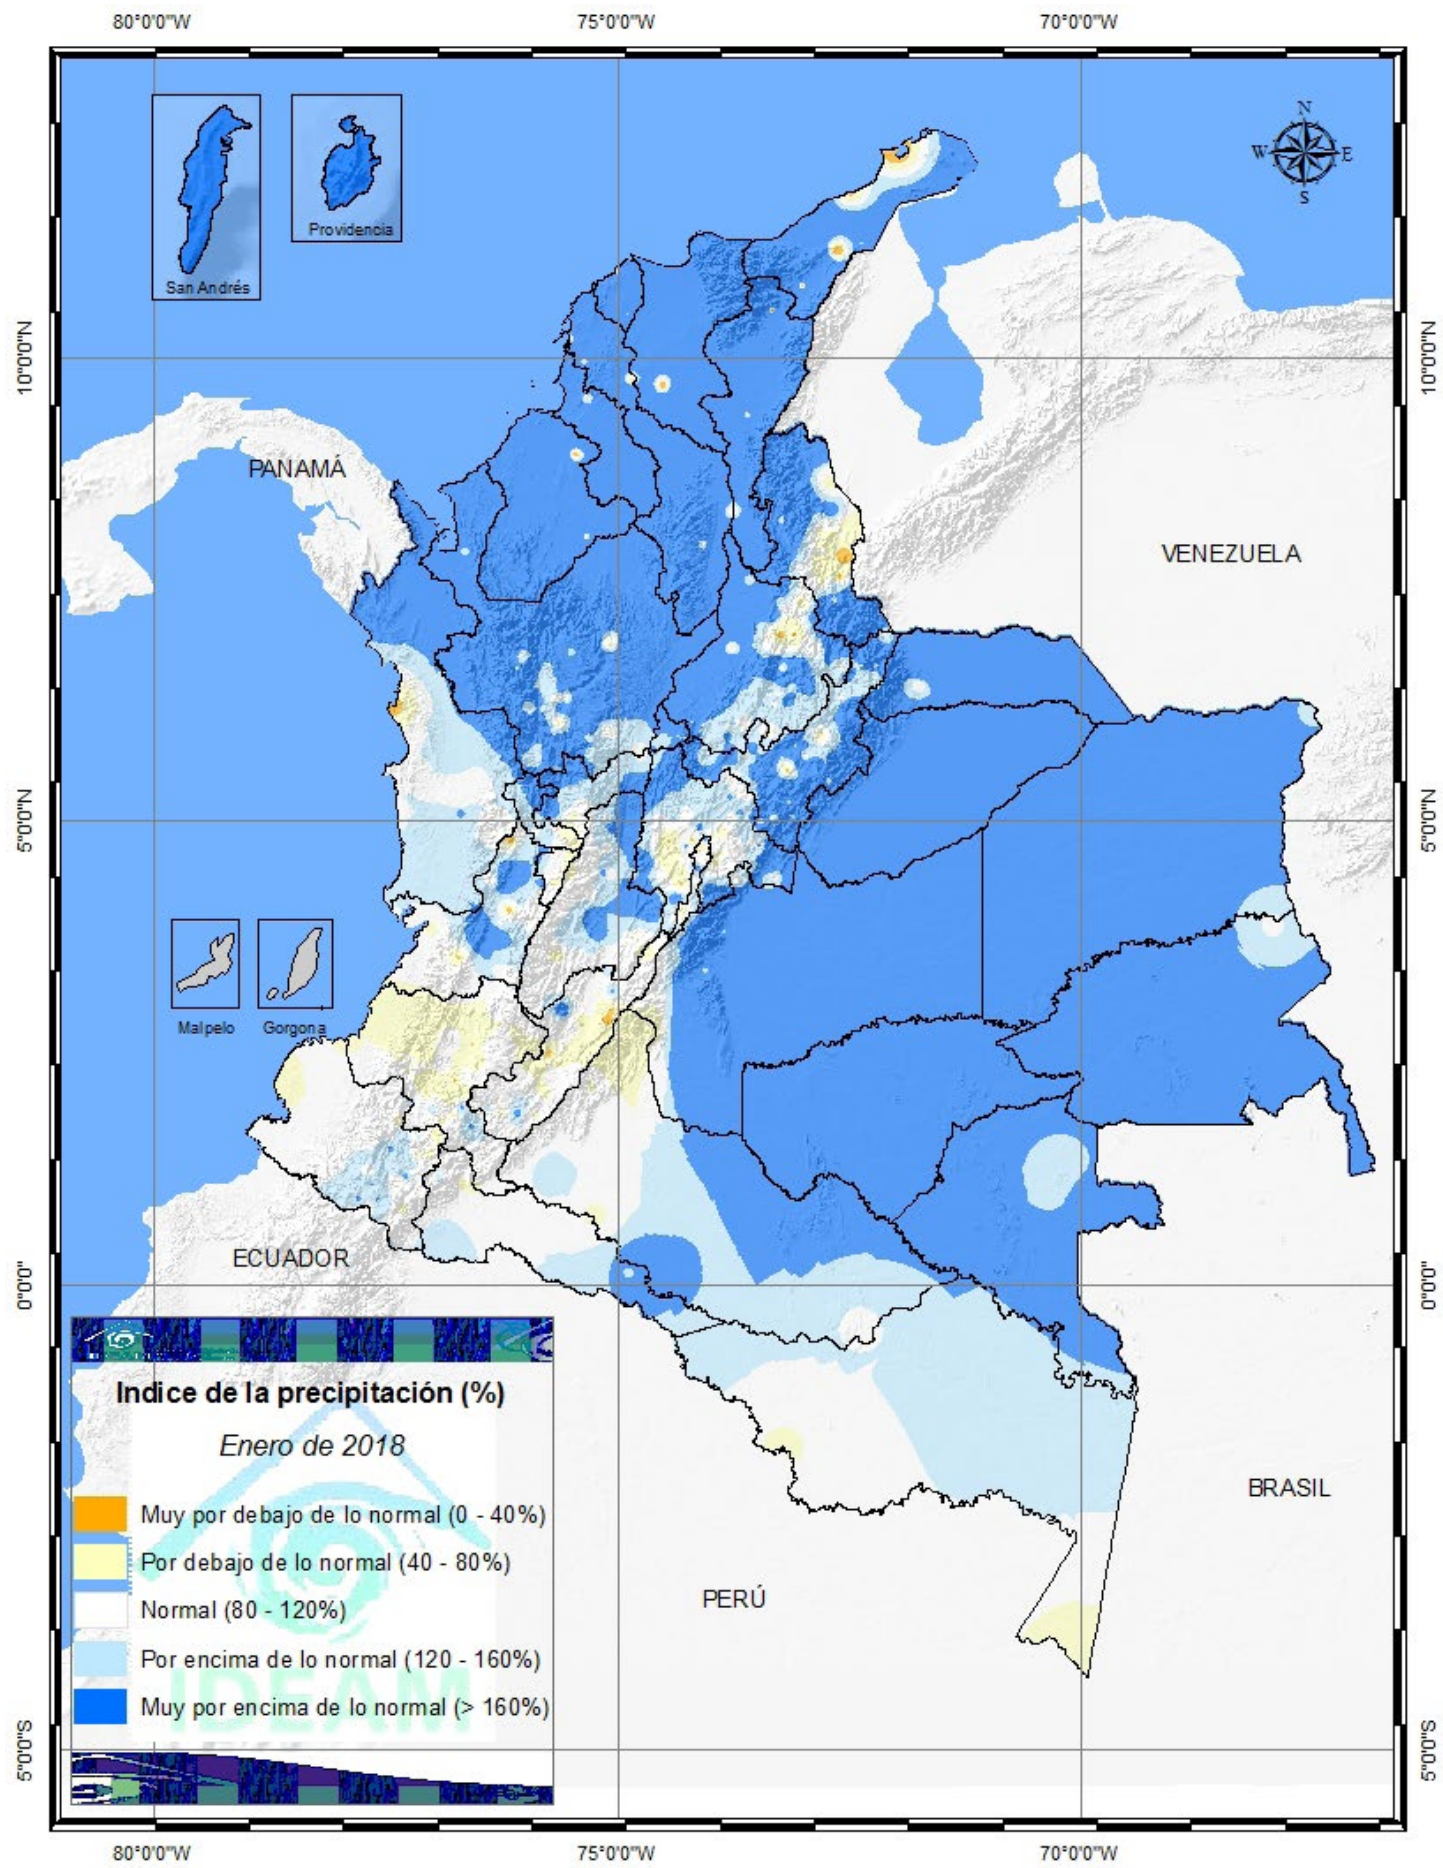 80°0'0"W
75°0'0"W
70°0'0"W
N
W
E
S
San Andrés
Providencia
10°0'0"N
10°0'0"N
PANAMÁ
VENEZUELA
5°0'0"N
5°0'0"N
Malpelo
Gorgona
ECUADOR
0°0'0"
0°0'0"
Indice de la precipitación (%)
Enero de 2018
Muy por debajo de lo normal (0 - 40%)
Por debajo de lo normal (40 - 80%)
Normal (80 - 120%)
Por encima de lo normal (120 - 160%)
Muy por encima de lo normal (> 160%)
IDEAM
BRASIL
PERÚ
5°0'0"S
5°0'0"S
80°0'0"W
75°0'0"W
70°0'0"W